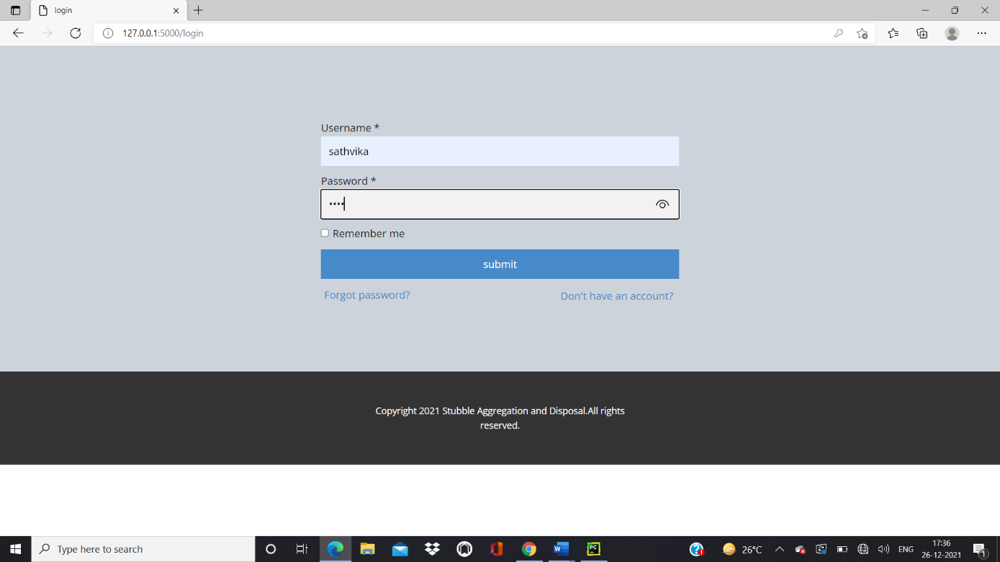 login
127.0.0.1:5000/login
Username *
sathvika
Password *
••••
Remember me
submit
Forgot password?
Don't have an account?
Copyright 2021 Stubble Aggregation and Disposal.All rights
reserved.
Type here to search
W
PC
26°C
ENG
17:36
26-12-2021
1